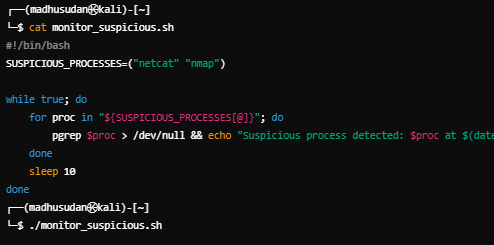 ┌──(madhusudan㉿kali)-[~]
└─$ cat monitor_suspicious.sh
#!/bin/bash
SUSPICIOUS_PROCESSES=("netcat" "nmap")
while true; do
for proc in "${SUSPICIOUS_PROCESSES[@]}"; do
pgrep $proc > /dev/null && echo "Suspicious process detected: $proc at $(date
done
sleep 10
done
┌──(madhusudan㉿kali)-[~]
└─$ ./monitor_suspicious.sh